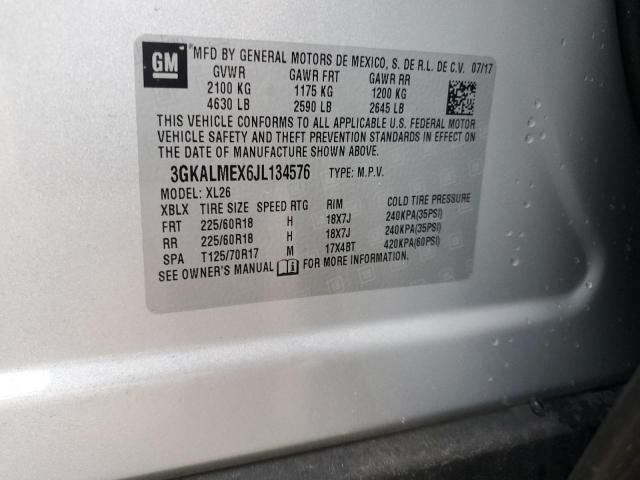 GM
MFD BY GENERAL MOTORS DE MEXICO, S. DE R.L. DE C.V. 07/17
GVWR GAWR FRT GAWR RR
2100 KG 1175 KG 1200 KG
4630 LB 2590 LB 2645 LB
THIS VEHICLE CONFORMS TO ALL APPLICABLE U.S. FEDERAL MOTOR
VEHICLE SAFETY AND THEFT PREVENTION STANDARDS IN EFFECT ON
THE DATE OF MANUFACTURE SHOWN ABOVE.
3GKALMEX6JL134576 TYPE: M.P.V.
MODEL: XL26
XBLX TIRE SIZE SPEED RTG RIM COLD TIRE PRESSURE
FRT 225/60R18 H 18X7J 240KPA(35PSI)
RR 225/60R18 H 18X7J 240KPA(35PSI)
SPA T125/70R17 M 17X4BT 420KPA(60PSI)
SEE OWNER'S MANUAL FOR MORE INFORMATION